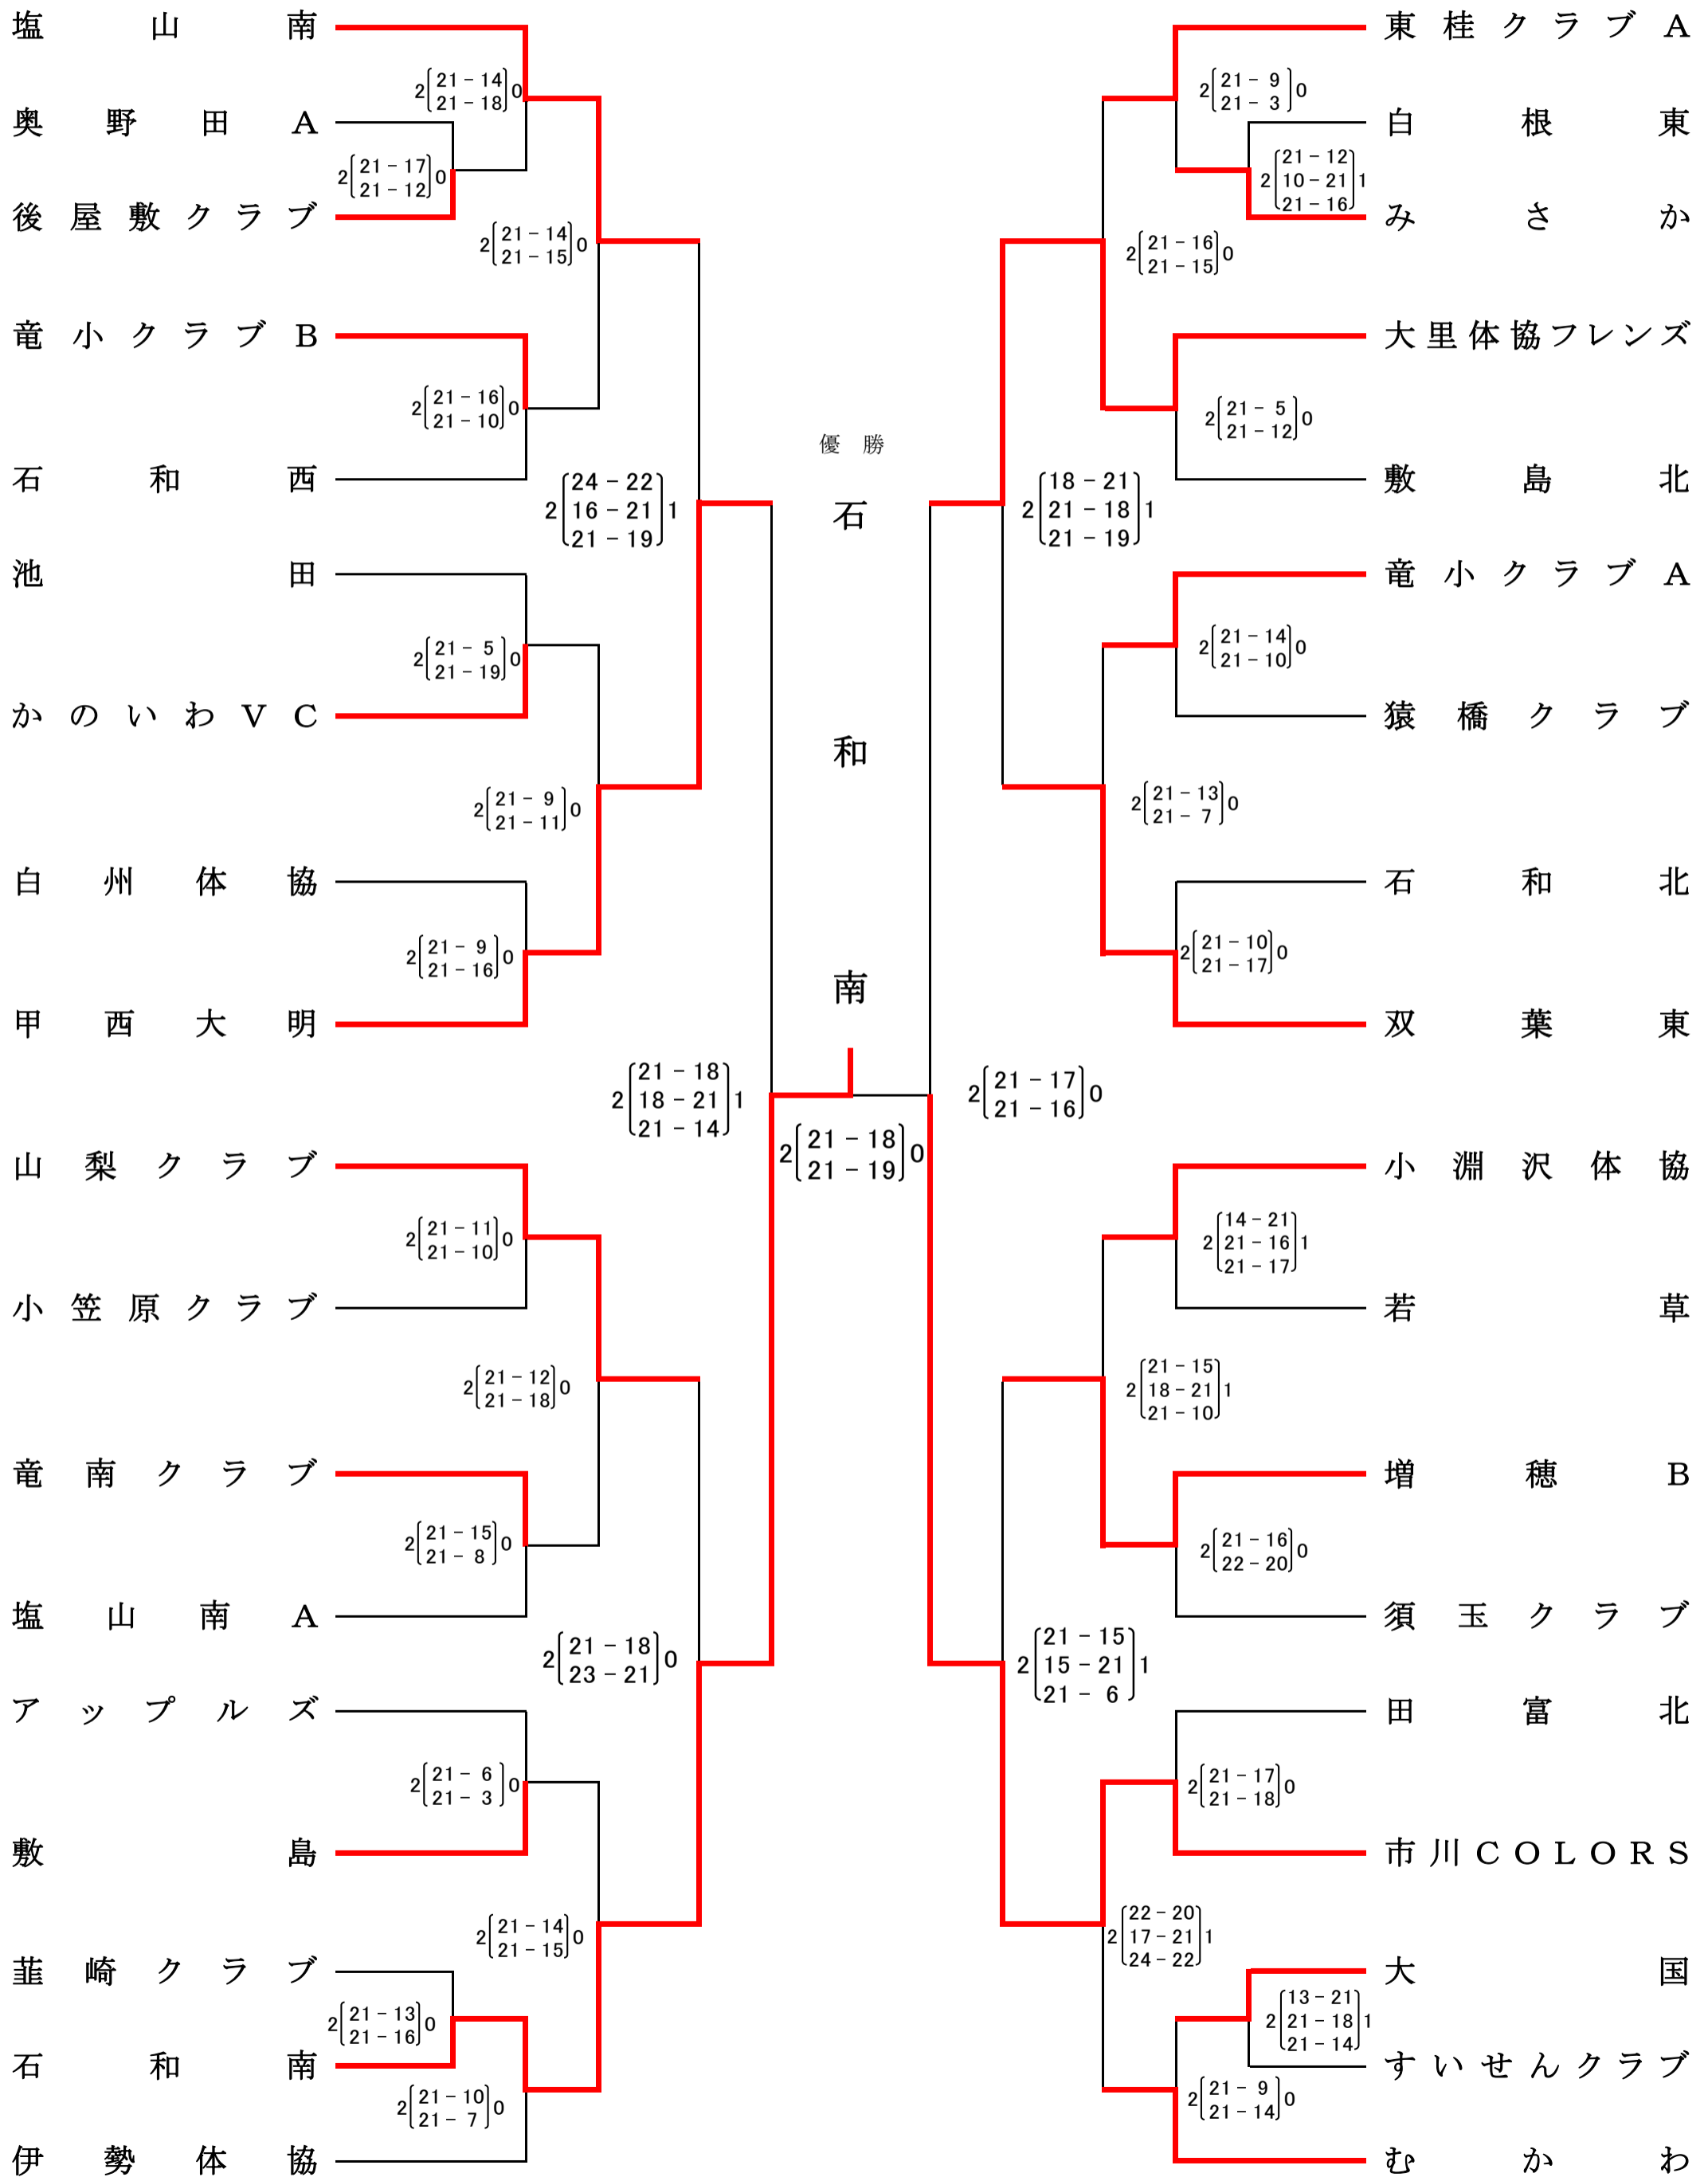 塩山南
2 21 - 14 0
21 - 18
奥野田A
2 21 - 17 0
21 - 12
後屋敷クラブ
2 21 - 14 0
21 - 15
竜小クラブB
2 21 - 16 0
21 - 10
石和西
2 24 - 22 1
16 - 21
21 - 19
池田
2 21 - 5 0
21 - 19
かのいわVC
2 21 - 9 0
21 - 11
白州体協
2 21 - 9 0
21 - 16
甲西大明
2 21 - 18 1
18 - 21
21 - 14
山梨クラブ
2 21 - 11 0
21 - 10
小笠原クラブ
2 21 - 12 0
21 - 18
竜南クラブ
2 21 - 15 0
21 - 8
塩山南A
2 21 - 18 0
23 - 21
アップルズ
2 21 - 6 0
21 - 3
敷島
2 21 - 14 0
21 - 15
韮崎クラブ
2 21 - 13 0
21 - 16
石和南
2 21 - 10 0
21 - 7
伊勢体協
優勝
石和南
2 21 - 18 0
21 - 19
東桂クラブA
2 21 - 9 0
21 - 3
白根東
2 21 - 12 1
10 - 21
21 - 16
みさか
2 21 - 16 0
21 - 15
大里体協フレンズ
2 21 - 5 0
21 - 12
敷島北
2 18 - 21 1
21 - 18
21 - 19
竜小クラブA
2 21 - 14 0
21 - 10
猿橋クラブ
2 21 - 13 0
21 - 7
石和北
2 21 - 10 0
21 - 17
双葉東
2 21 - 17 0
21 - 16
小淵沢体協
2 14 - 21 1
21 - 16
21 - 17
若草
2 21 - 15 1
18 - 21
21 - 10
増穂B
2 21 - 16 0
22 - 20
須玉クラブ
2 21 - 15 1
15 - 21
21 - 6
田富北
2 21 - 17 0
21 - 18
市川COLORS
2 22 - 20 1
17 - 21
24 - 22
大国
2 13 - 21 1
21 - 18
21 - 14
すいせんクラブ
2 21 - 9 0
21 - 14
むかわ